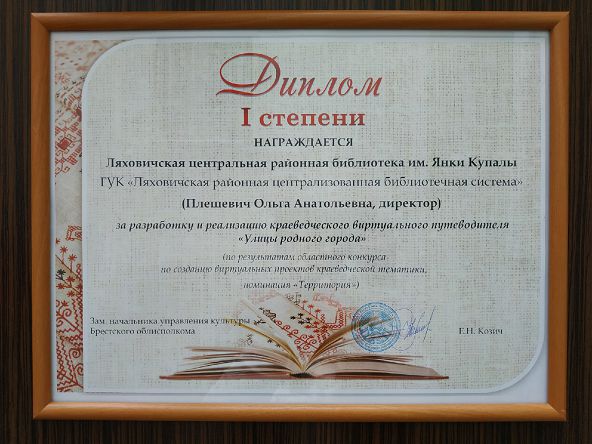 Диплом
I степени
НАГРАЖДАЕТСЯ
Ляховичская центральная районная библиотека им. Янки Купалы
ГУК «Ляховичская районная централизованная библиотечная система»
(Плешевич Ольга Анатольевна, директор)
за разработку и реализацию краеведческого виртуального путеводителя
«Улицы родного города»
(по результатам областного конкурса
по созданию виртуальных проектов краеведческой тематики,
номинация «Территория»)
Зам. начальника управления культуры
Брестского облисполкома
Е.Н. Козич